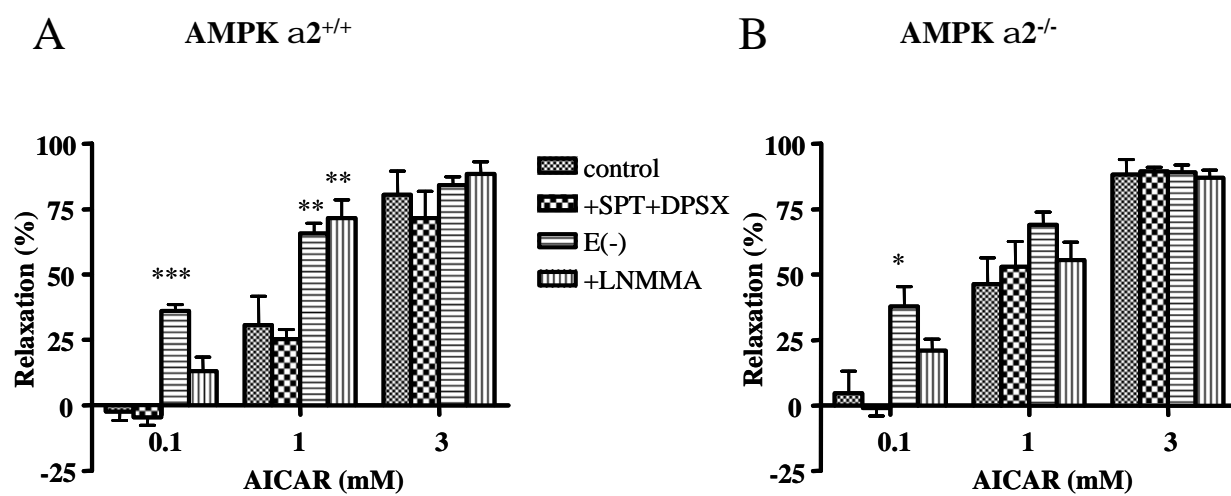 A
AMPK a2+/+
B
AMPK a2-/-
Relaxation (%)
100
75
50
25
0
-25
***
**
**
0.1
1
3
AICAR (mM)
control
+SPT+DPSX
E(-)
+LNMMA
Relaxation (%)
100
75
50
25
0
-25
*
0.1
1
3
AICAR (mM)